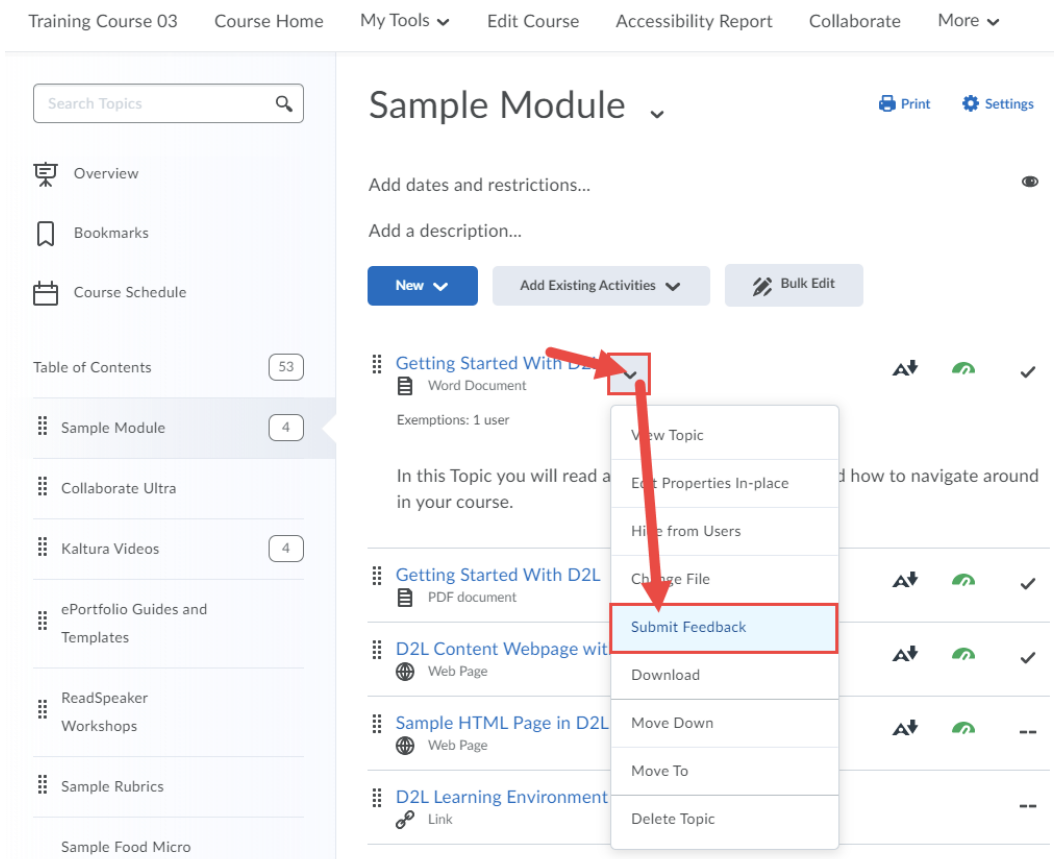 Training Course 03 Course Home My Tools Edit Course Accessibility Report Collaborate More
Search Topics
Overview
Bookmarks
Course Schedule
Table of Contents 53
Sample Module 4
Collaborate Ultra
Kaltura Videos 4
ePortfolio Guides and
Templates
ReadSpeaker
Workshops
Sample Rubrics
Sample Food Micro
Sample Module
Print Settings
Add dates and restrictions...
Add a description...
New Add Existing Activities Bulk Edit
Getting Started With D2L
Word Document
Exemptions: 1 user
In this Topic you will read a
d how to navigate around
in your course.
Getting Started With D2L
PDF document
D2L Content Webpage wit
Web Page
Sample HTML Page in D2L
Web Page
D2L Learning Environment
Link
View Topic
Edit Properties In-place
Hide from Users
Change File
Submit Feedback
Download
Move Down
Move To
Delete Topic